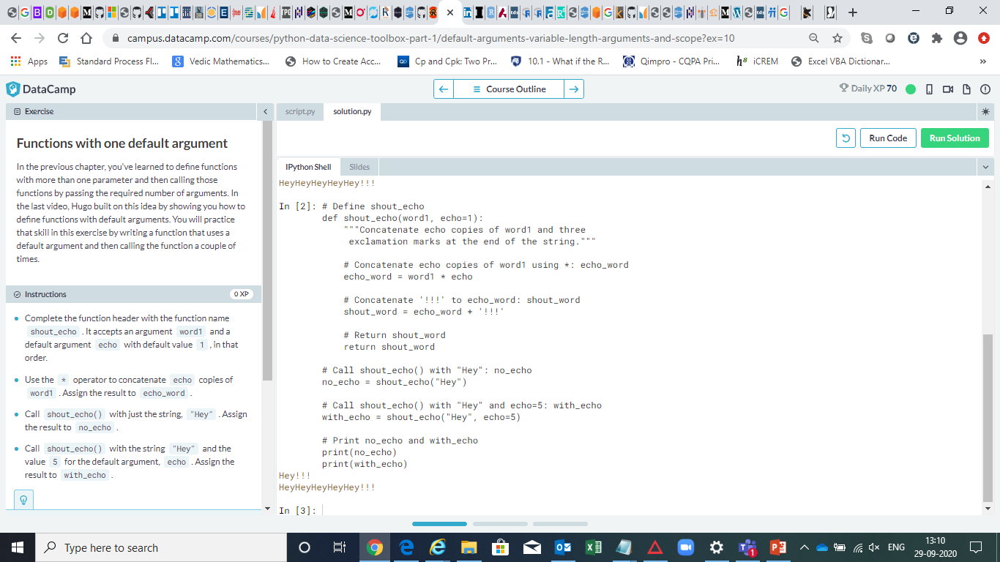 campus.datacamp.com/courses/python-data-science-toolbox-part-1/default-arguments-variable-length-arguments-and-scope?ex=10
Apps
Standard Process Fl...
Vedic Mathematics...
How to Create Acc...
Cp and Cpk: Two Pr...
10.1 - What if the R...
Qimpro - CQPA Pri...
iCREM
Excel VBA Dictionar...
»
DataCamp
Course Outline
Daily XP 70
Exercise
script.py
solution.py
Functions with one default argument
In the previous chapter, you've learned to define functions
with more than one parameter and then calling those
functions by passing the required number of arguments. In
the last video, Hugo built on this idea by showing you how to
define functions with default arguments. You will practice
that skill in this exercise by writing a function that uses a
default argument and then calling the function a couple of
times.
Instructions
0 XP
Complete the function header with the function name
shout_echo . It accepts an argument word1 and a
default argument echo with default value 1 , in that
order.
Use the * operator to concatenate echo copies of
word1 . Assign the result to echo_word .
Call shout_echo() with just the string, "Hey" . Assign
the result to no_echo .
Call shout_echo() with the string "Hey" and the
value 5 for the default argument, echo . Assign the
result to with_echo .
Run Code
Run Solution
IPython Shell
Slides
HeyHeyHeyHeyHey!!!
In [2]: # Define shout_echo
def shout_echo(word1, echo=1):
"""Concatenate echo copies of word1 and three
exclamation marks at the end of the string."""
# Concatenate echo copies of word1 using *: echo_word
echo_word = word1 * echo
# Concatenate '!!!' to echo_word: shout_word
shout_word = echo_word + '!!!'
# Return shout_word
return shout_word
# Call shout_echo() with "Hey": no_echo
no_echo = shout_echo("Hey")
# Call shout_echo() with "Hey" and echo=5: with_echo
with_echo = shout_echo("Hey", echo=5)
# Print no_echo and with_echo
print(no_echo)
print(with_echo)
Hey!!!
HeyHeyHeyHeyHey!!!
In [3]:
Type here to search
ENG
13:10
29-09-2020